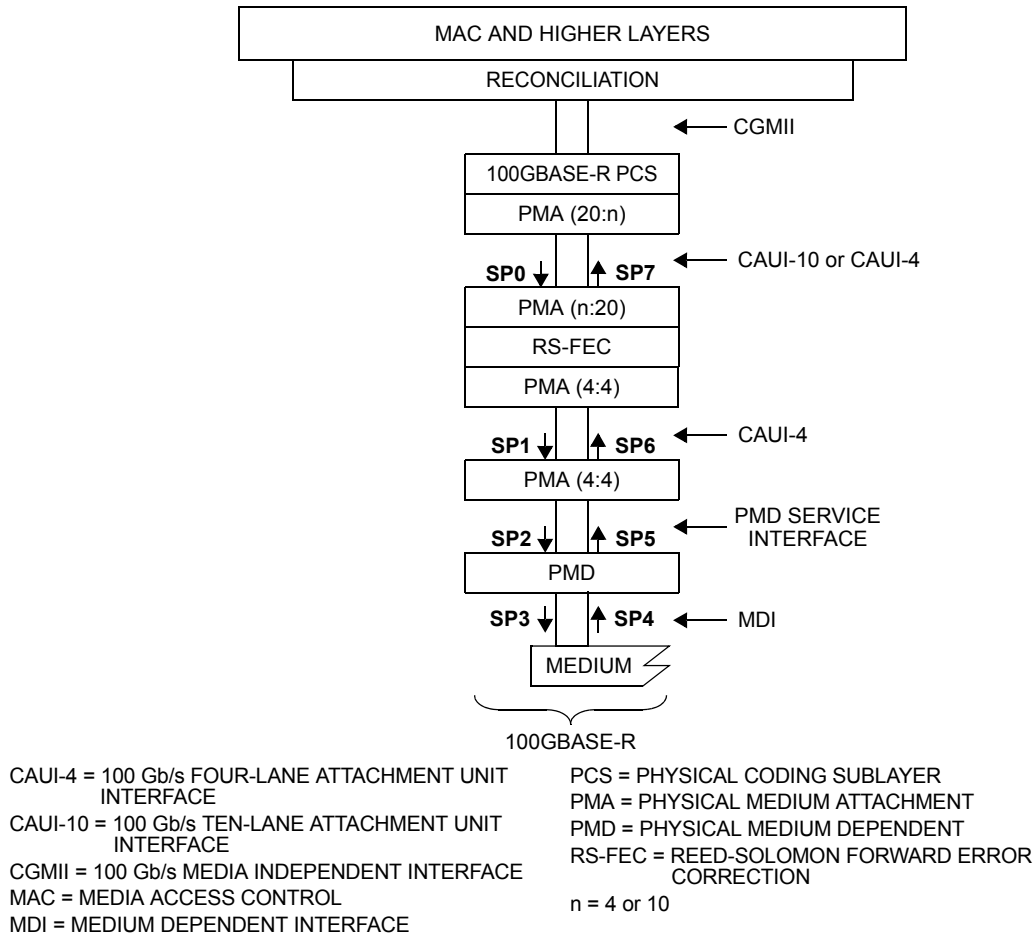 MAC AND HIGHER LAYERS
RECONCILIATION
CGMII
100GBASE-R PCS
PMA (20:n)
CAUI-10 or CAUI-4
SP0 SP7
PMA (n:20)
RS-FEC
PMA (4:4)
CAUI-4
SP1 SP6
PMA (4:4)
PMD SERVICE
INTERFACE
SP2 SP5
PMD
SP3 SP4 MDI
MEDIUM
100GBASE-R
CAUI-4 = 100 Gb/s FOUR-LANE ATTACHMENT UNIT
INTERFACE
CAUI-10 = 100 Gb/s TEN-LANE ATTACHMENT UNIT
INTERFACE
CGMII = 100 Gb/s MEDIA INDEPENDENT INTERFACE
MAC = MEDIA ACCESS CONTROL
MDI = MEDIUM DEPENDENT INTERFACE
PCS = PHYSICAL CODING SUBLAYER
PMA = PHYSICAL MEDIUM ATTACHMENT
PMD = PHYSICAL MEDIUM DEPENDENT
RS-FEC = REED-SOLOMON FORWARD ERROR
CORRECTION
n = 4 or 10